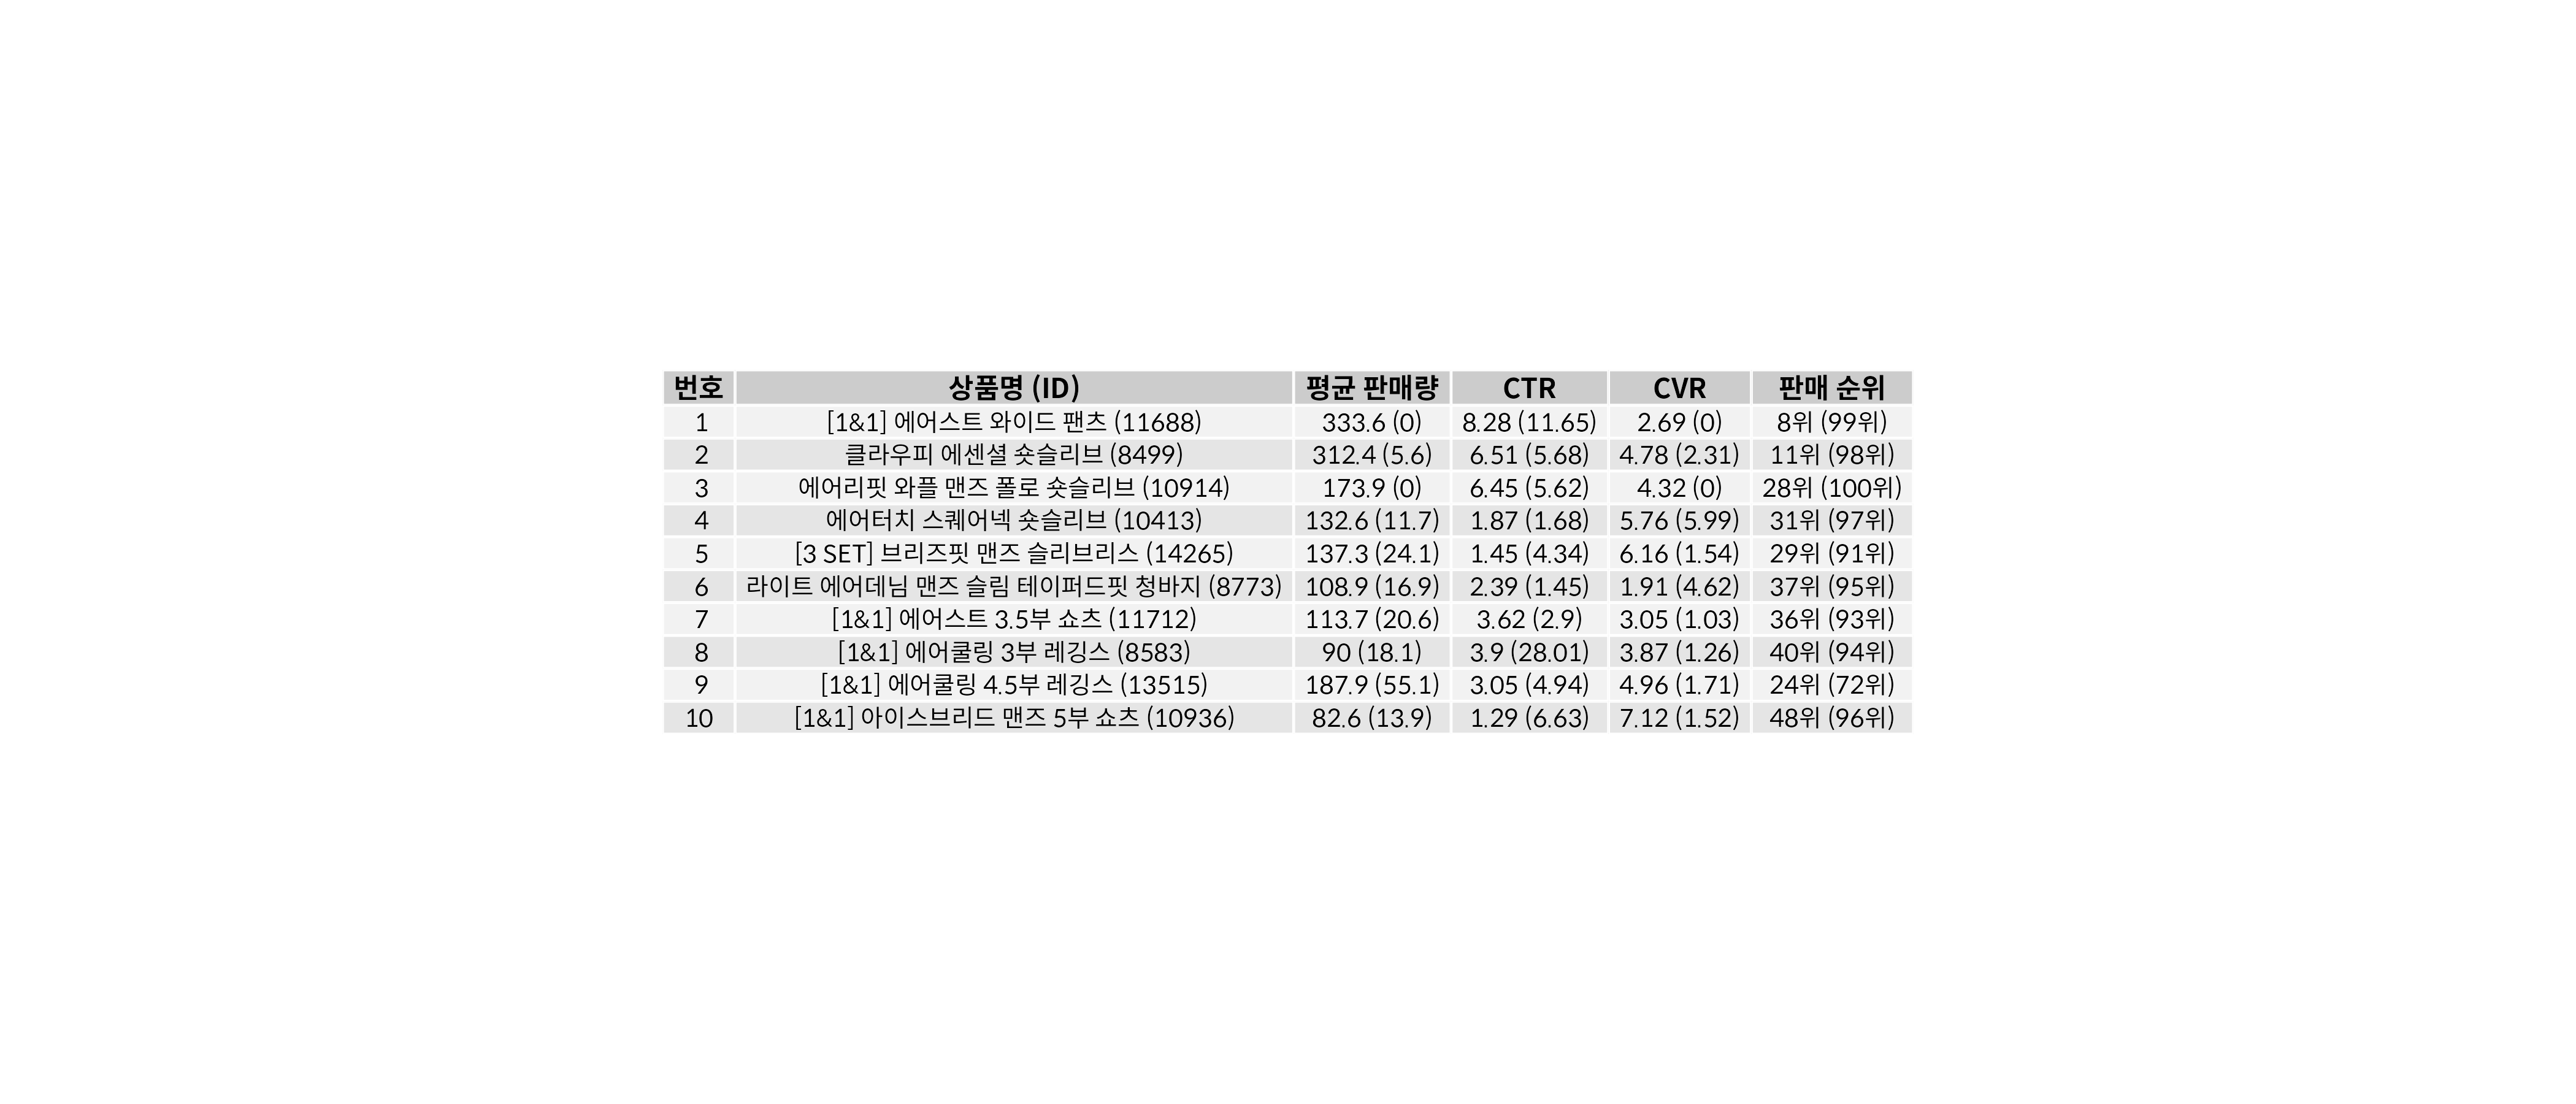 번호 상품명 (ID) 평균 판매량 CTR CVR 판매 순위
1 [1&1] 에어스트 와이드 팬츠 (11688) 333.6 (0) 8.28 (11.65) 2.69 (0) 8위 (99위)
2 클라우피 에센셜 숏슬리브 (8499) 312.4 (5.6) 6.51 (5.68) 4.78 (2.31) 11위 (98위)
3 에어리핏 와플 맨즈 폴로 숏슬리브 (10914) 173.9 (0) 6.45 (5.62) 4.32 (0) 28위 (100위)
4 에어터치 스퀘어넥 숏슬리브 (10413) 132.6 (11.7) 1.87 (1.68) 5.76 (5.99) 31위 (97위)
5 [3 SET] 브리즈핏 맨즈 슬리브리스 (14265) 137.3 (24.1) 1.45 (4.34) 6.16 (1.54) 29위 (91위)
6 라이트 에어데님 맨즈 슬림 테이퍼드핏 청바지 (8773) 108.9 (16.9) 2.39 (1.45) 1.91 (4.62) 37위 (95위)
7 [1&1] 에어스트 3.5부 쇼츠 (11712) 113.7 (20.6) 3.62 (2.9) 3.05 (1.03) 36위 (93위)
8 [1&1] 에어쿨링 3부 레깅스 (8583) 90 (18.1) 3.9 (28.01) 3.87 (1.26) 40위 (94위)
9 [1&1] 에어쿨링 4.5부 레깅스 (13515) 187.9 (55.1) 3.05 (4.94) 4.96 (1.71) 24위 (72위)
10 [1&1] 아이스브리드 맨즈 5부 쇼츠 (10936) 82.6 (13.9) 1.29 (6.63) 7.12 (1.52) 48위 (96위)